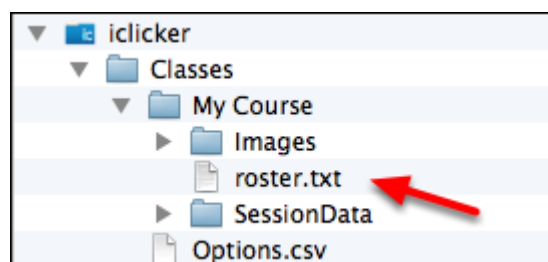 iclicker
Classes
My Course
Images
roster.txt
SessionData
Options.csv